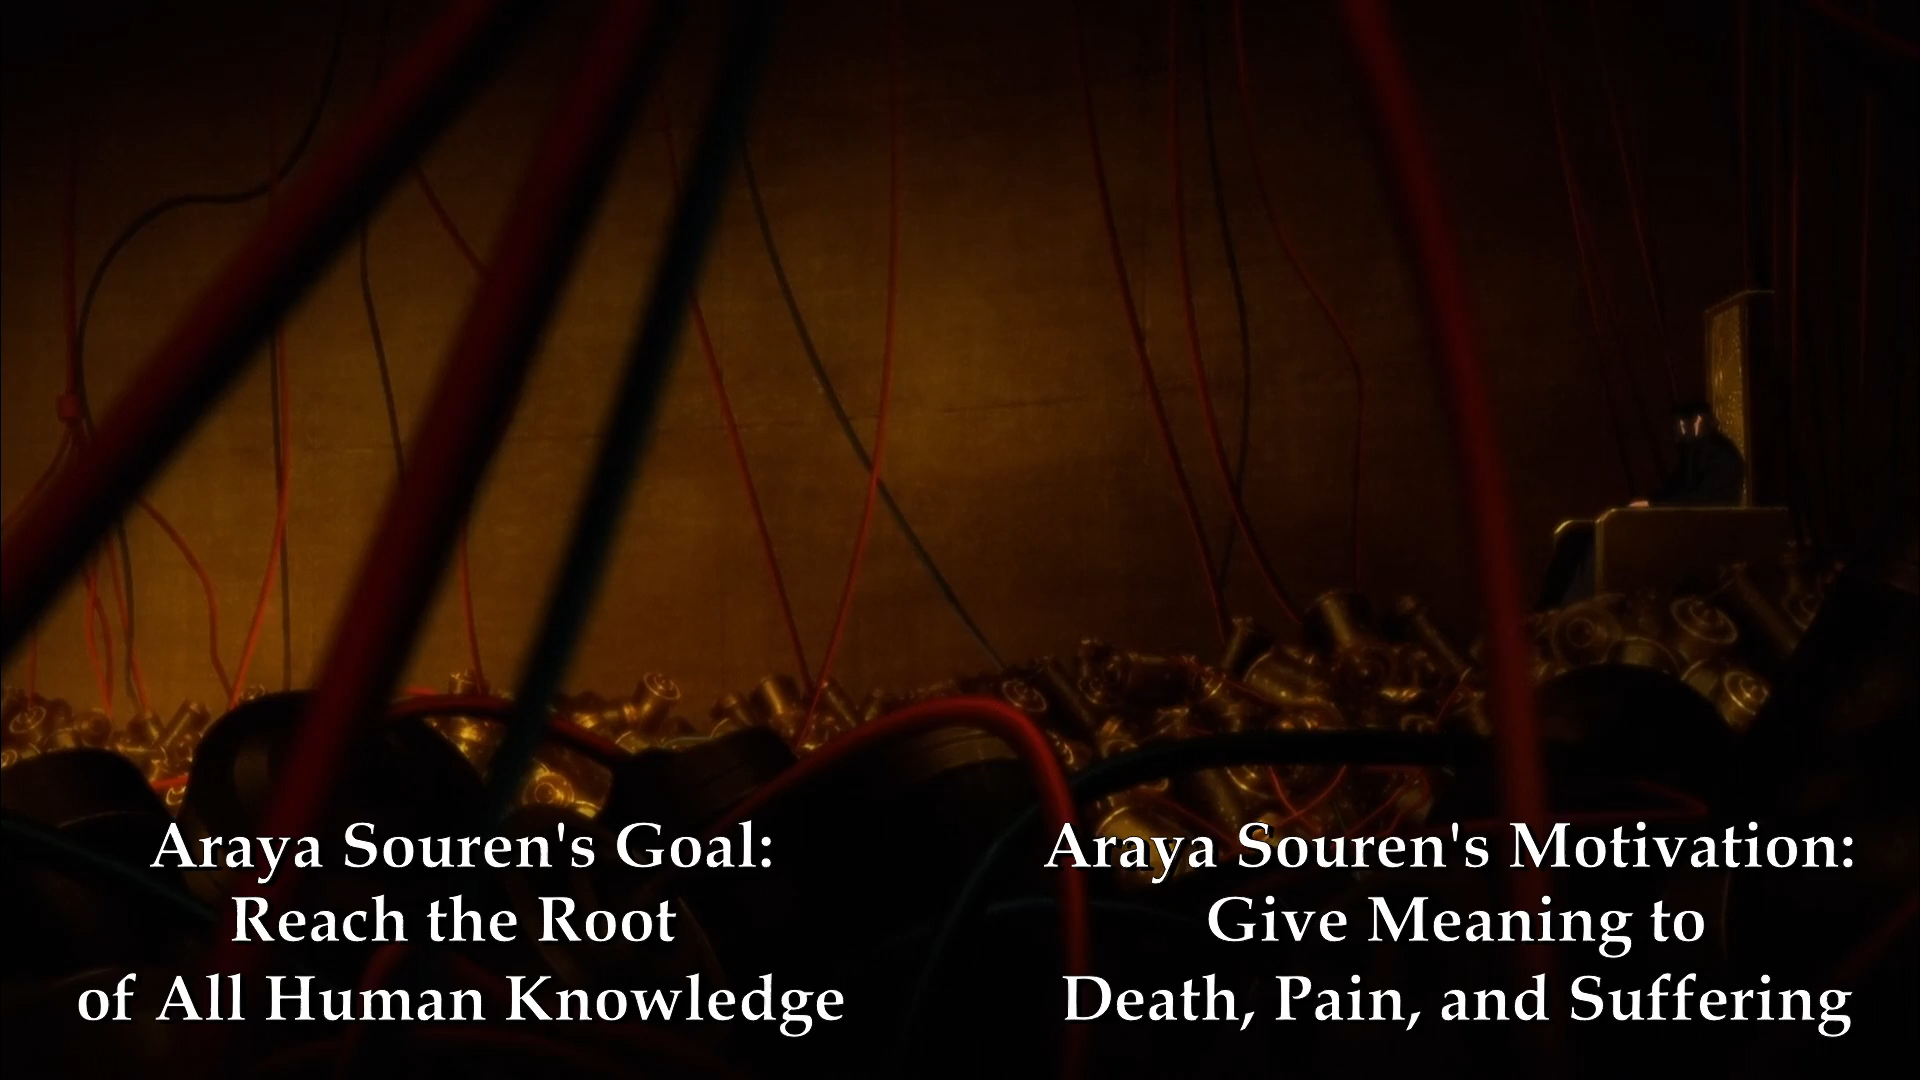 Araya Souren's Goal:
Reach the Root
of All Human Knowledge
Araya Souren's Motivation:
Give Meaning to
Death, Pain, and Suffering